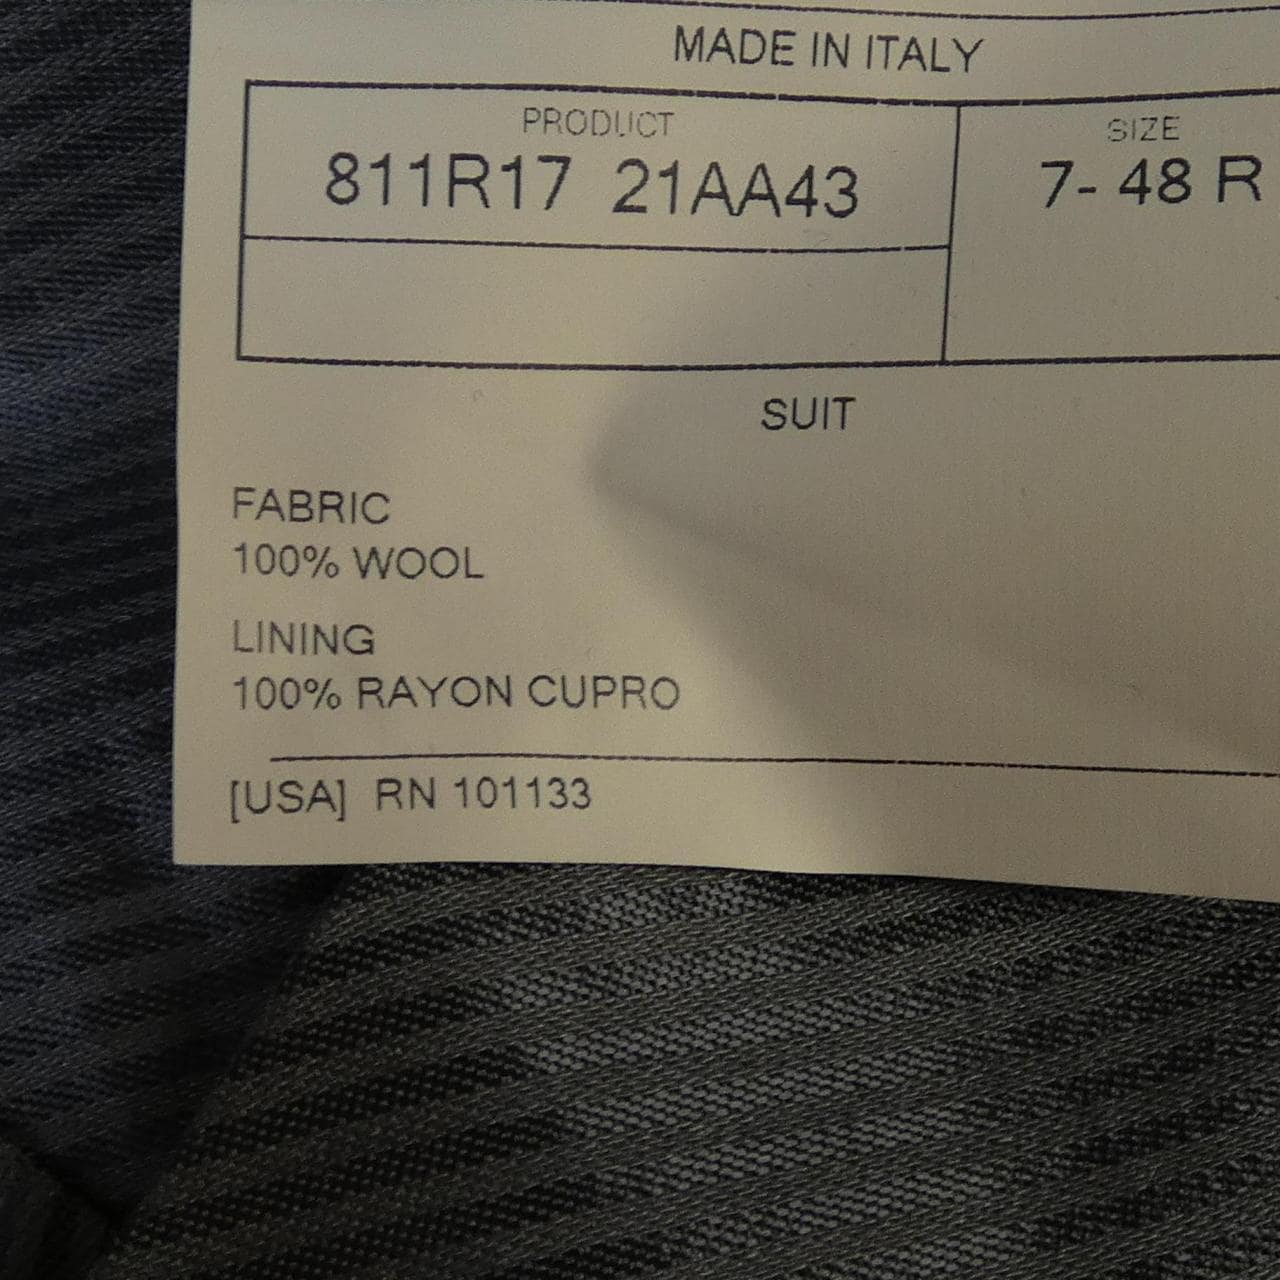 MADE IN ITALY
PRODUCT
811R17 21AA43
SIZE
7- 48 R
SUIT
FABRIC
100% WOOL
LINING
100% RAYON CUPRO
[USA] RN 101133